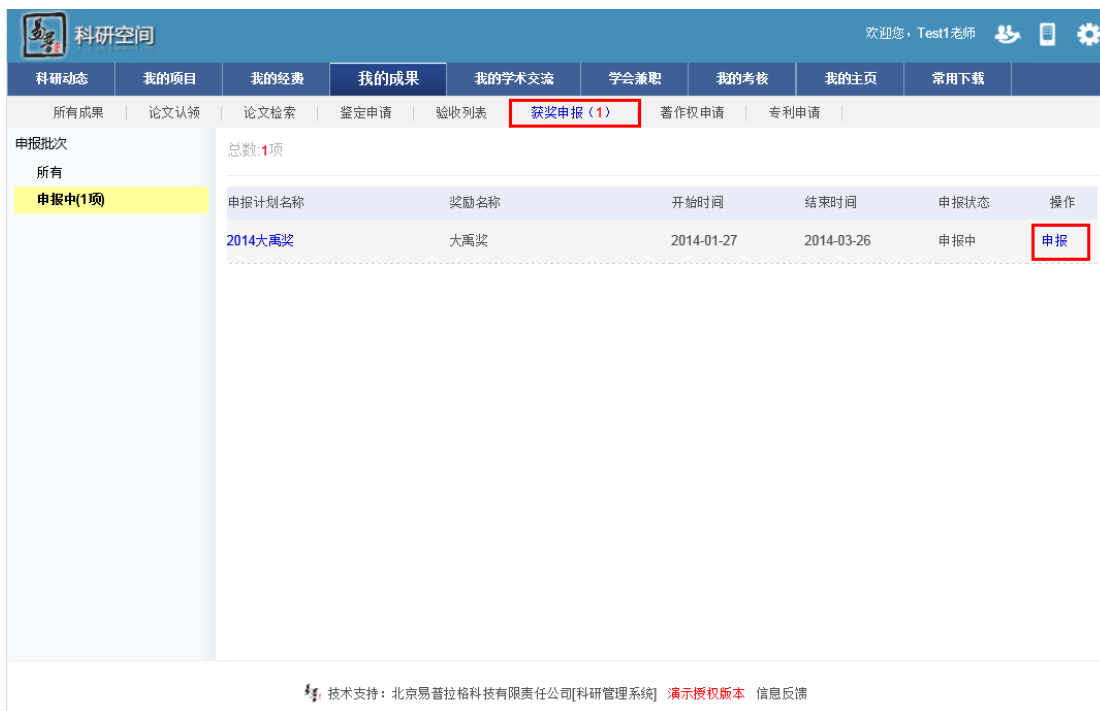 易普 科研空间 欢迎您，Test1老师
科研动态 我的项目 我的经费 我的成果 我的学术交流 学会兼职 我的考核 我的主页 常用下载
所有成果 论文认领 论文检索 鉴定申请 验收列表 获奖申报（1） 著作权申请 专利申请
申报批次
所有
申报中(1项)
总数:1项
申报计划名称 奖励名称 开始时间 结束时间 申报状态 操作
2014大禹奖 大禹奖 2014-01-27 2014-03-26 申报中 申报
易普 技术支持：北京易普拉格科技有限责任公司[科研管理系统] 演示授权版本 信息反馈